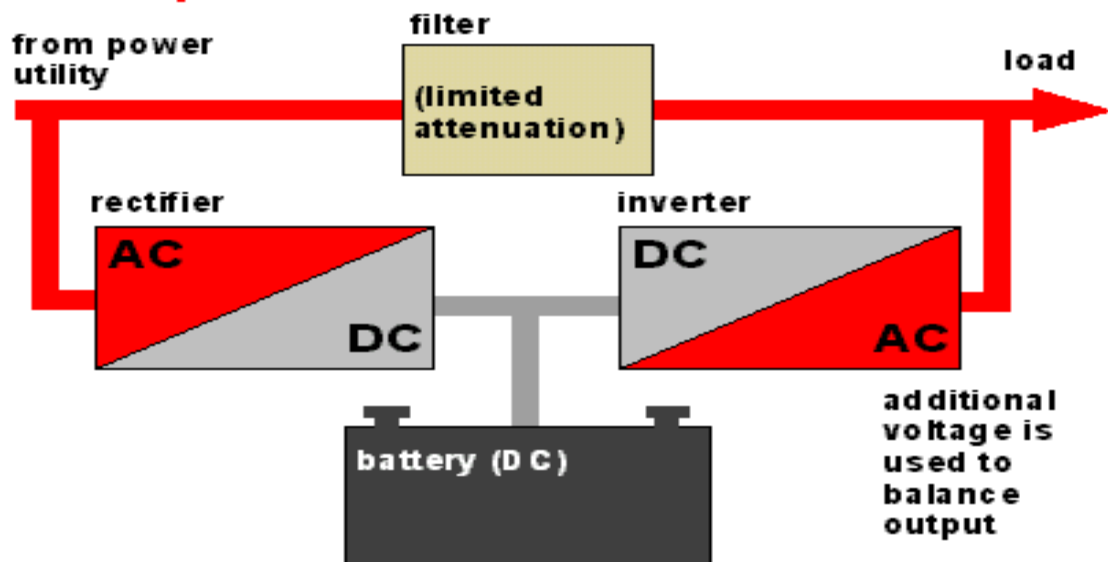 filter
from power
utility
load
(limited
attenuation)
rectifier
inverter
AC
DC
DC
AC
additional
voltage is
used to
balance
output
battery (DC)